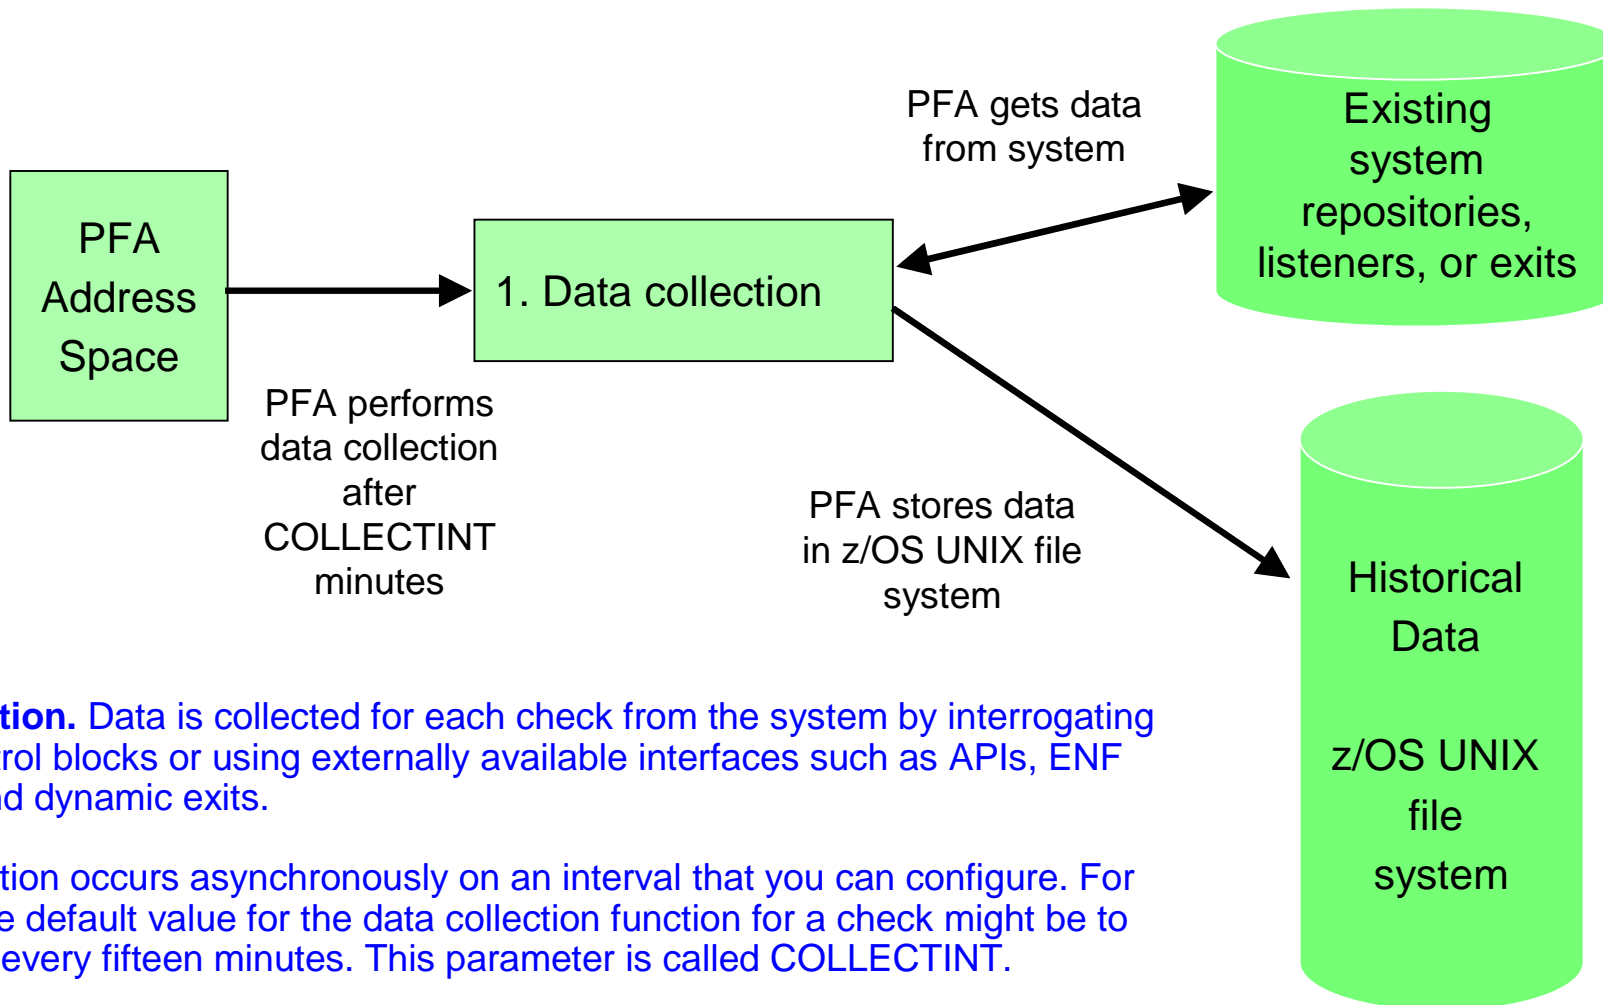 PFA
Address
Space
PFA performs
data collection
after
COLLECTINT
minutes
1. Data collection
PFA gets data
from system
Existing
system
repositories,
listeners, or exits
PFA stores data
in z/OS UNIX file
system
Historical
Data
z/OS UNIX
file
system
tion. Data is collected for each check from the system by interrogating
trol blocks or using externally available interfaces such as APIs, ENF
nd dynamic exits.
tion occurs asynchronously on an interval that you can configure. For
e default value for the data collection function for a check might be to
every fifteen minutes. This parameter is called COLLECTINT.